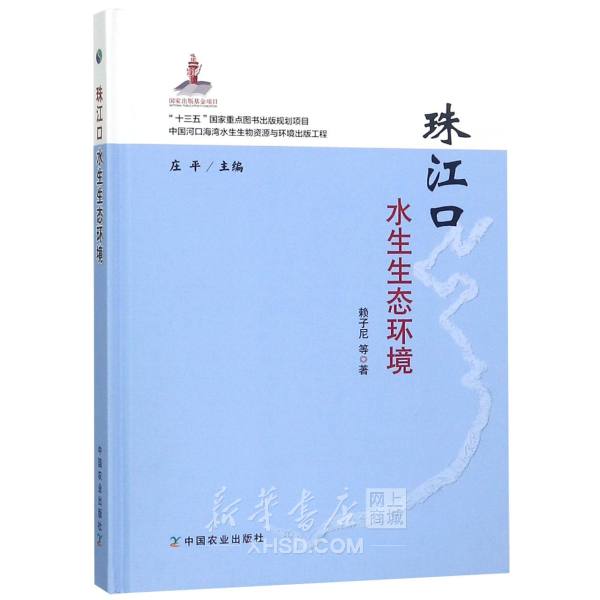 珠江口 水生生态环境
中国农业出版社
国家出版基金项目
“十三五”国家重点图书出版规划项目
中国河口海湾水生生物资源与环境出版工程
庄 平/主编
珠江口
水生生态环境
赖子尼 等 著
中国农业出版社
新华书店
网上
商城
XHSD.COM